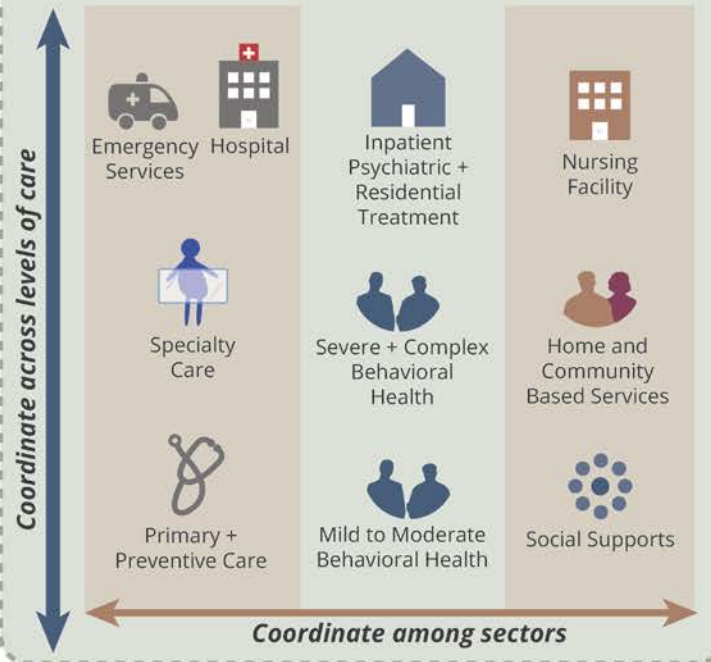 Coordinate across levels of care
Emergency
Services
Hospital
Inpatient
Psychiatric +
Residential
Treatment
Nursing
Facility
Specialty
Care
Severe + Complex
Behavioral
Health
Home and
Community
Based Services
Primary +
Preventive Care
Mild to Moderate
Behavioral Health
Social Supports
Coordinate among sectors